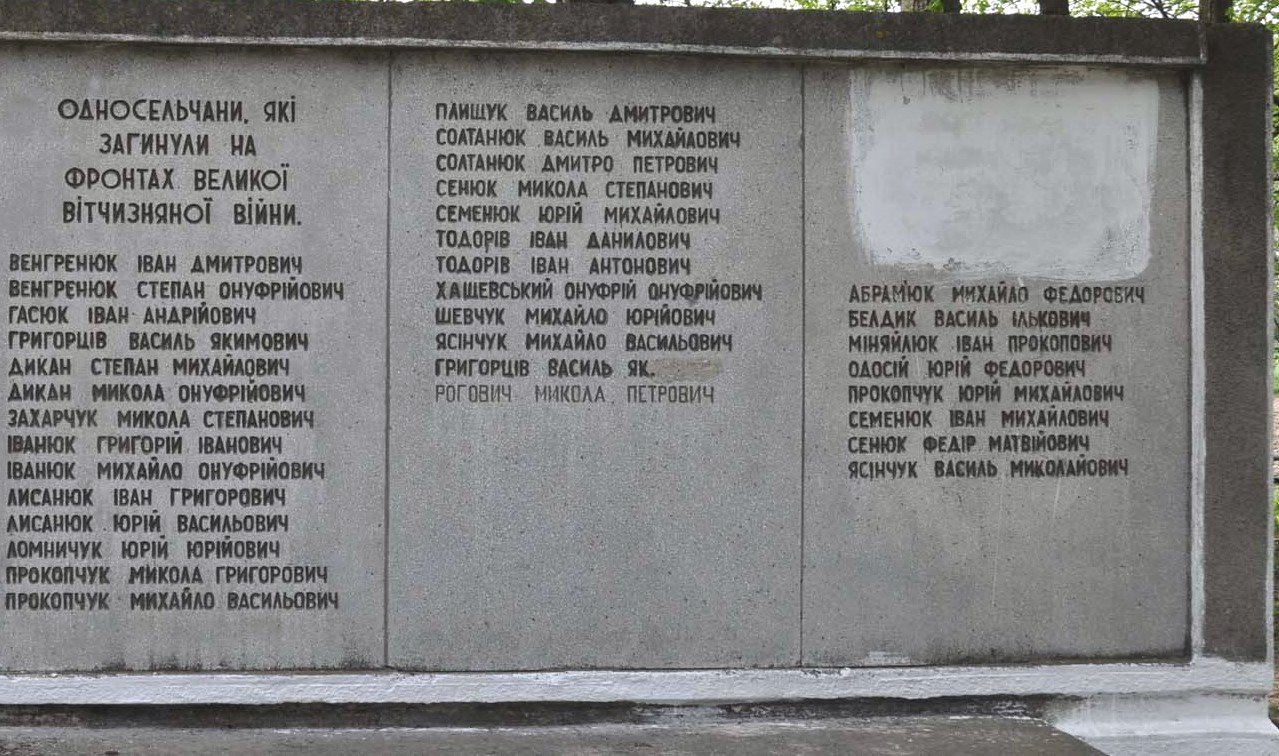 ОДНОСЕЛЬЧАНИ, ЯКІ
ЗАГИНУЛИ НА
ФРОНТАХ ВЕЛИКОЇ
ВІТЧИЗНЯНОЇ ВІЙНИ.
ВЕНГРЕНЮК ІВАН ДМИТРОВИЧ
ВЕНГРЕНЮК СТЕПАН ОНУФРІЙОВИЧ
ГАСЮК ІВАН АНДРІЙОВИЧ
ГРИГОРЦІВ ВАСИЛЬ ЯКИМОВИЧ
ДИКАН СТЕПАН МИХАЙЛОВИЧ
ДИКАН МИКОЛА ОНУФРІЙОВИЧ
ЗАХАРЧУК МИКОЛА СТЕПАНОВИЧ
ІВАНЮК ГРИГОРІЙ ІВАНОВИЧ
ІВАНЮК МИХАЙЛО ОНУФРІЙОВИЧ
ЛИСАНЮК ІВАН ГРИГОРОВИЧ
ЛИСАНЮК ЮРІЙ ВАСИЛЬОВИЧ
ЛОМНИЧУК ЮРІЙ ЮРІЙОВИЧ
ПРОКОПЧУК МИКОЛА ГРИГОРОВИЧ
ПРОКОПЧУК МИХАЙЛО ВАСИЛЬОВИЧ
ПЛИЩУК ВАСИЛЬ ДМИТРОВИЧ
СОЛТАНЮК ВАСИЛЬ МИХАЙЛОВИЧ
СОЛТАНЮК ДМИТРО ПЕТРОВИЧ
СЕНЮК МИКОЛА СТЕПАНОВИЧ
СЕМЕНЮК ЮРІЙ МИХАЙЛОВИЧ
ТОДОРІВ ІВАН ДАНИЛОВИЧ
ТОДОРІВ ІВАН АНТОНОВИЧ
ХАЩЕВСЬКИЙ ОНУФРІЙ ОНУФРІЙОВИЧ
ШЕВЧУК МИХАЙЛО ЮРІЙОВИЧ
ЯСІНЧУК МИХАЙЛО ВАСИЛЬОВИЧ
ГРИГОРЦІВ ВАСИЛЬ ЯК.
РОГОВИЧ МИКОЛА ПЕТРОВИЧ
АБРАМ'ЮК МИХАЙЛО ФЕДОРОВИЧ
БЕЛДИК ВАСИЛЬ ІЛЬКОВИЧ
МІНЯЙЛЮК ІВАН ПРОКОПОВИЧ
ОДОСІЙ ЮРІЙ ФЕДОРОВИЧ
ПРОКОПЧУК ЮРІЙ МИХАЙЛОВИЧ
СЕМЕНЮК ІВАН МИХАЙЛОВИЧ
СЕНЮК ФЕДІР МАТВІЙОВИЧ
ЯСІНЧУК ВАСИЛЬ МИКОЛАЙОВИЧ